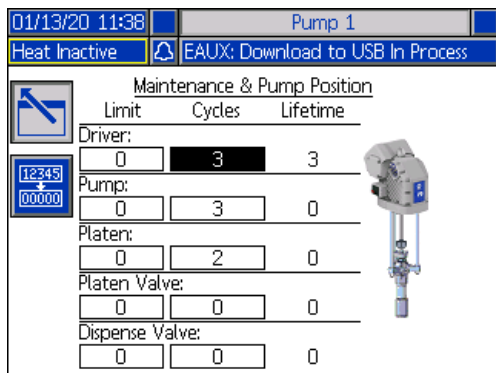 01/13/20 11:38 Pump 1
Heat Inactive EAUX: Download to USB In Process
Maintenance & Pump Position
Limit Cycles Lifetime
Driver:
0 3 3
12345
00000
Pump:
0 3 0
Platen:
0 2 0
Platen Valve:
0 0 0
Dispense Valve:
0 0 0